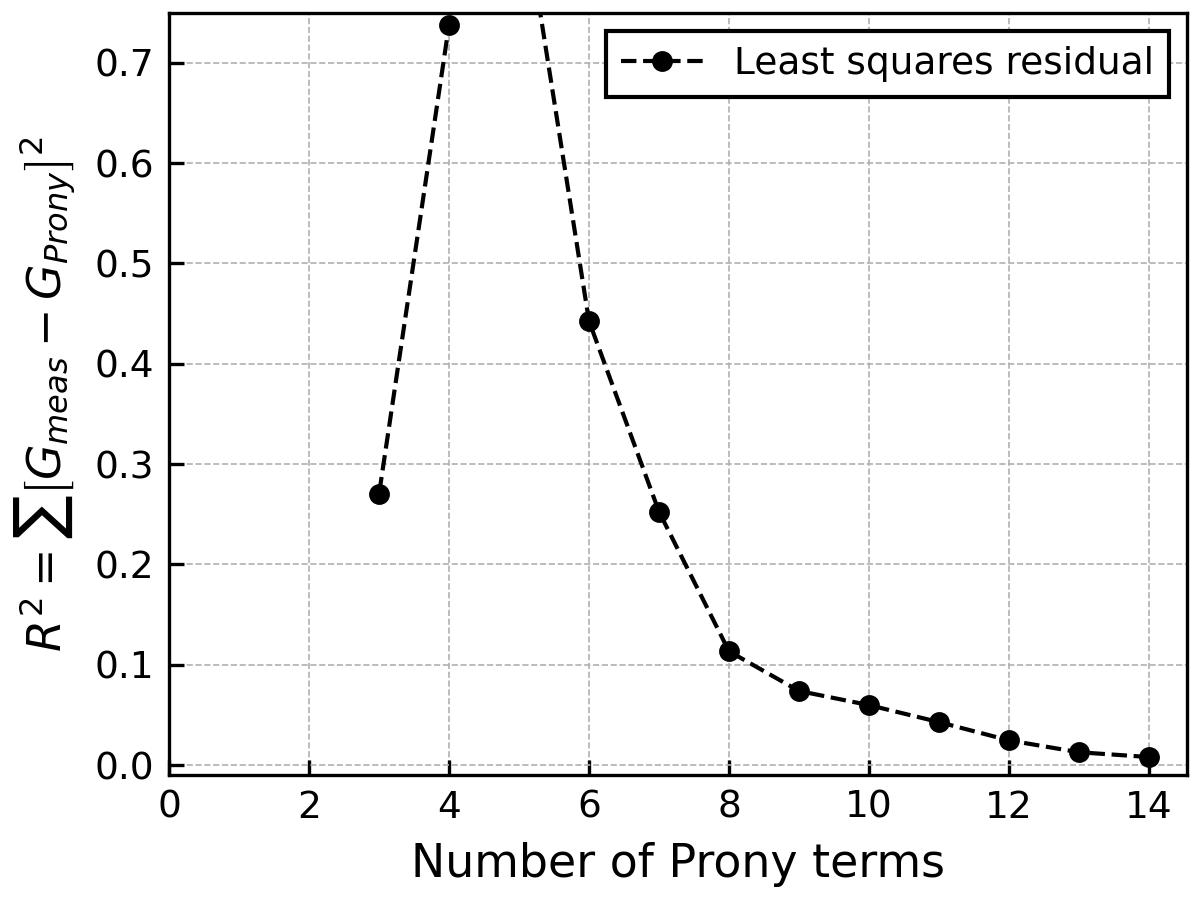 Least squares residual
R² = ∑[G_meas − G_Prony]²
0.7
0.6
0.5
0.4
0.3
0.2
0.1
0.0
0 2 4 6 8 10 12 14
Number of Prony terms